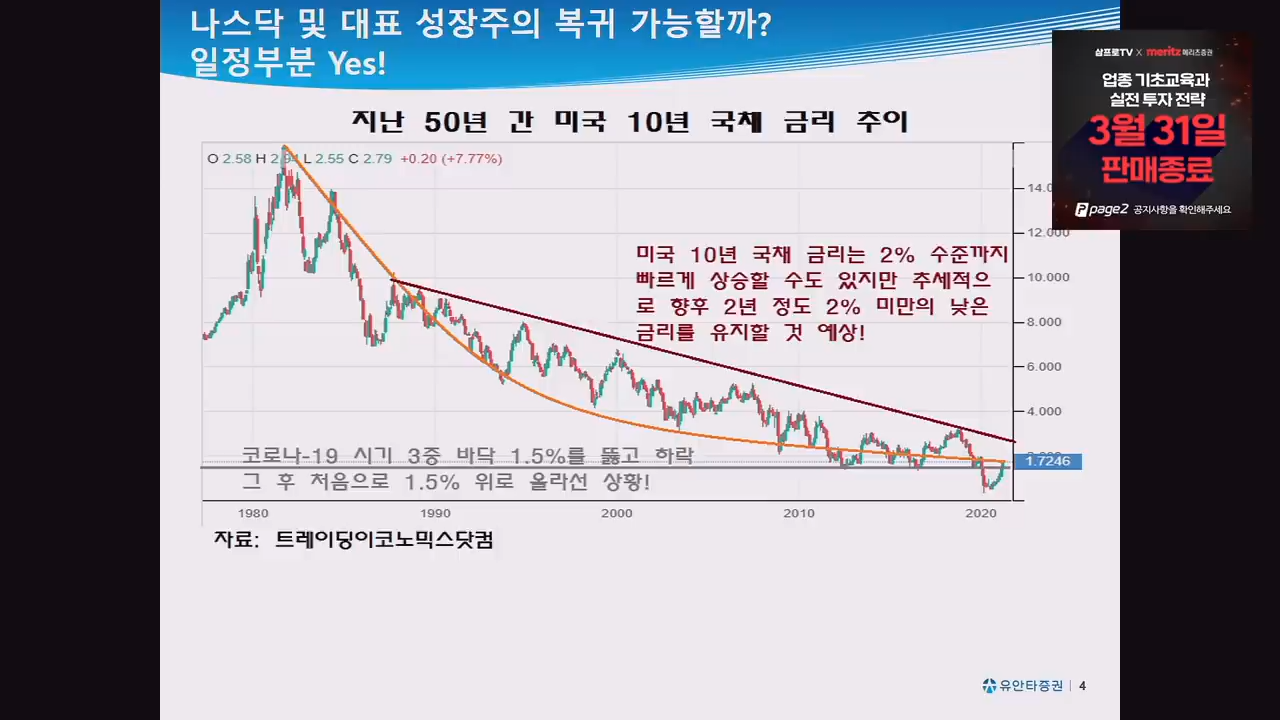 나스닥 및 대표 성장주의 복귀 가능할까?
일정부분 Yes!
삼프로TV X meritz 메리츠증권
업종 기초교육과
실전 투자 전략
3월 31일
판매종료
page2 공지사항을 확인해주세요
지난 50년 간 미국 10년 국채 금리 추이
O 2.58 H 2.94 L 2.55 C 2.79 +0.20 (+7.77%)
14.0
12.000
10.000
8.000
6.000
4.000
1.7246
미국 10년 국채 금리는 2% 수준까지
빠르게 상승할 수도 있지만 추세적으
로 향후 2년 정도 2% 미만의 낮은
금리를 유지할 것 예상!
코로나-19 시기 3중 바닥 1.5%를 뚫고 하락
그 후 처음으로 1.5% 위로 올라선 상황!
1980 1990 2000 2010 2020
자료: 트레이딩이코노믹스닷컴
유안타증권 4